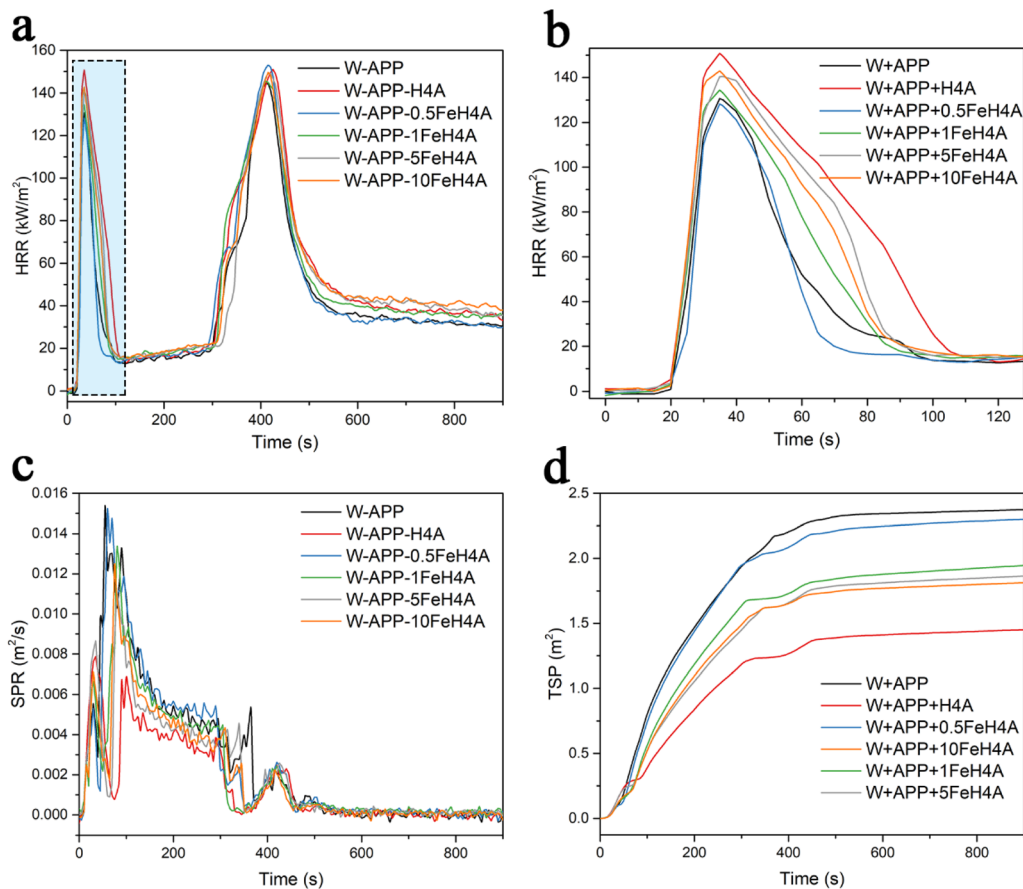 a
160
140
120
100
80
60
40
20
0
HRR (kW/m²)
0 200 400 600 800
Time (s)
W-APP
W-APP-H4A
W-APP-0.5FeH4A
W-APP-1FeH4A
W-APP-5FeH4A
W-APP-10FeH4A
b
140
120
100
80
60
40
20
0
HRR (kW/m²)
0 20 40 60 80 100 120
Time (s)
W+APP
W+APP+H4A
W+APP+0.5FeH4A
W+APP+1FeH4A
W+APP+5FeH4A
W+APP+10FeH4A
c
0.016
0.014
0.012
0.010
0.008
0.006
0.004
0.002
0.000
SPR (m²/s)
0 200 400 600 800
Time (s)
W-APP
W-APP-H4A
W-APP-0.5FeH4A
W-APP-1FeH4A
W-APP-5FeH4A
W-APP-10FeH4A
d
2.5
2.0
1.5
1.0
0.5
0.0
TSP (m²)
0 200 400 600 800
Time (s)
W+APP
W+APP+H4A
W+APP+0.5FeH4A
W+APP+10FeH4A
W+APP+1FeH4A
W+APP+5FeH4A